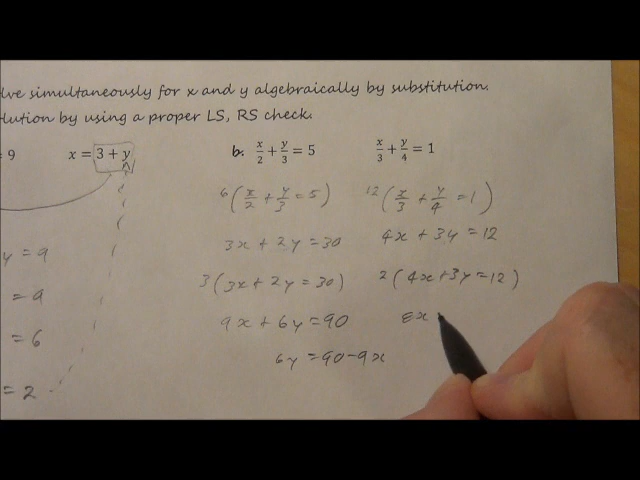 lve simultaneously for x and y algebraically by substitution.
lution by using a proper LS, RS check.
= 9 x = 3 + y b. x/2 + y/3 = 5 x/3 + y/4 = 1
6(x/2 + y/3 = 5) 12(x/3 + y/4 = 1)
y = 9 3x + 2y = 30 4x + 3y = 12
= 9 3(3x + 2y = 30) 2(4x + 3y = 12)
= 6 9x + 6y = 90 8x
6y = 90 - 9x
= 2